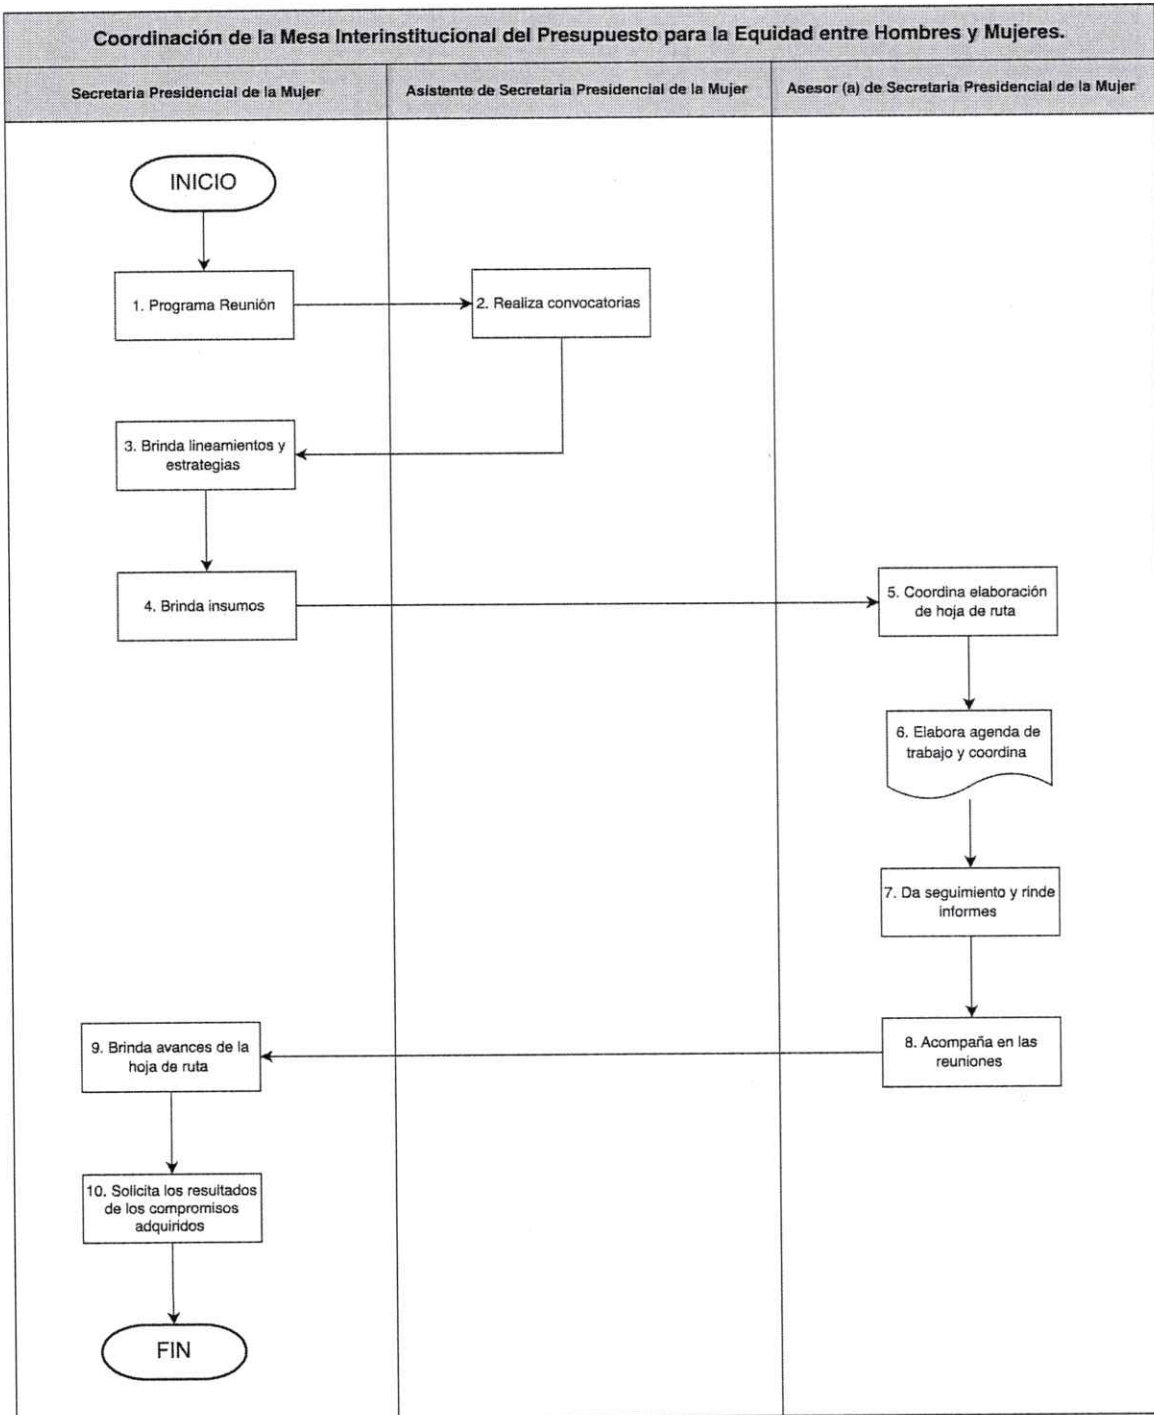 Coordinación de la Mesa Interinstitucional del Presupuesto para la Equidad entre Hombres y Mujeres.
Secretaria Presidencial de la Mujer
Asistente de Secretaria Presidencial de la Mujer
Asesor (a) de Secretaria Presidencial de la Mujer
INICIO
1. Programa Reunión
2. Realiza convocatorias
3. Brinda lineamientos y
estrategias
4. Brinda insumos
5. Coordina elaboración
de hoja de ruta
6. Elabora agenda de
trabajo y coordina
7. Da seguimiento y rinde
informes
8. Acompaña en las
reuniones
9. Brinda avances de la
hoja de ruta
10. Solicita los resultados
de los compromisos
adquiridos
FIN